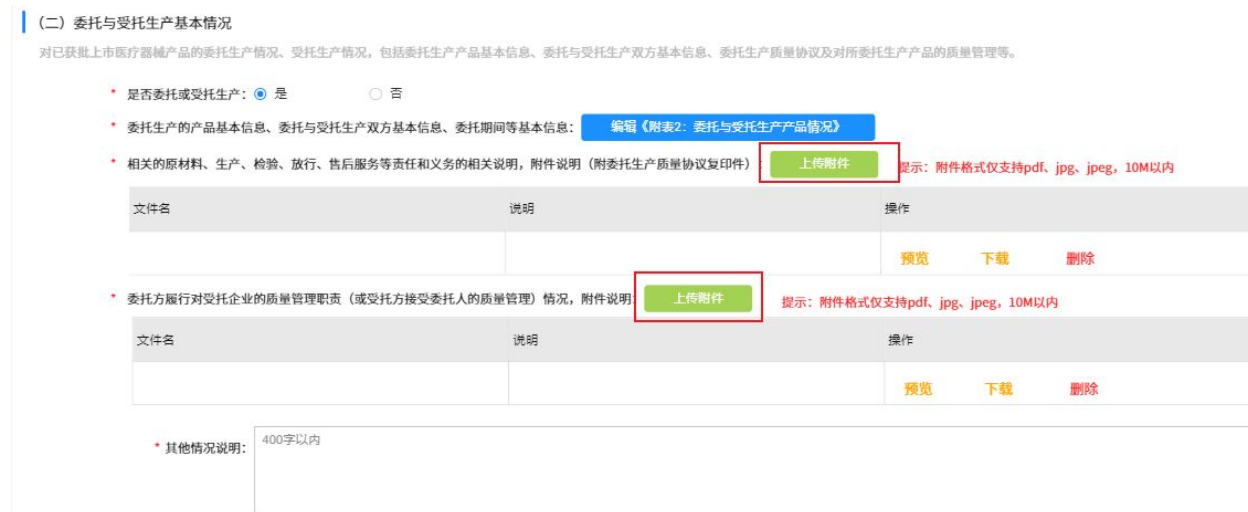 （二）委托与受托生产基本情况
对已获批上市医疗器械产品的委托生产情况、受托生产情况，包括委托生产产品基本信息、委托与受托生产双方基本信息、委托生产质量协议及对所委托生产产品的质量管理等。
* 是否委托或受托生产： 是 否
* 委托生产的产品基本信息、委托与受托生产双方基本信息、委托期间等基本信息： 编辑《附表2：委托与受托生产产品情况》
* 相关的原材料、生产、检验、放行、售后服务等责任和义务的相关说明，附件说明（附委托生产质量协议复印件）： 上传附件 提示：附件格式仅支持pdf、jpg、jpeg，10M以内
文件名 说明 操作
预览 下载 删除
* 委托方履行对受托企业的质量管理职责（或受托方接受委托人的质量管理）情况，附件说明： 上传附件 提示：附件格式仅支持pdf、jpg、jpeg，10M以内
文件名 说明 操作
预览 下载 删除
* 其他情况说明： 400字以内